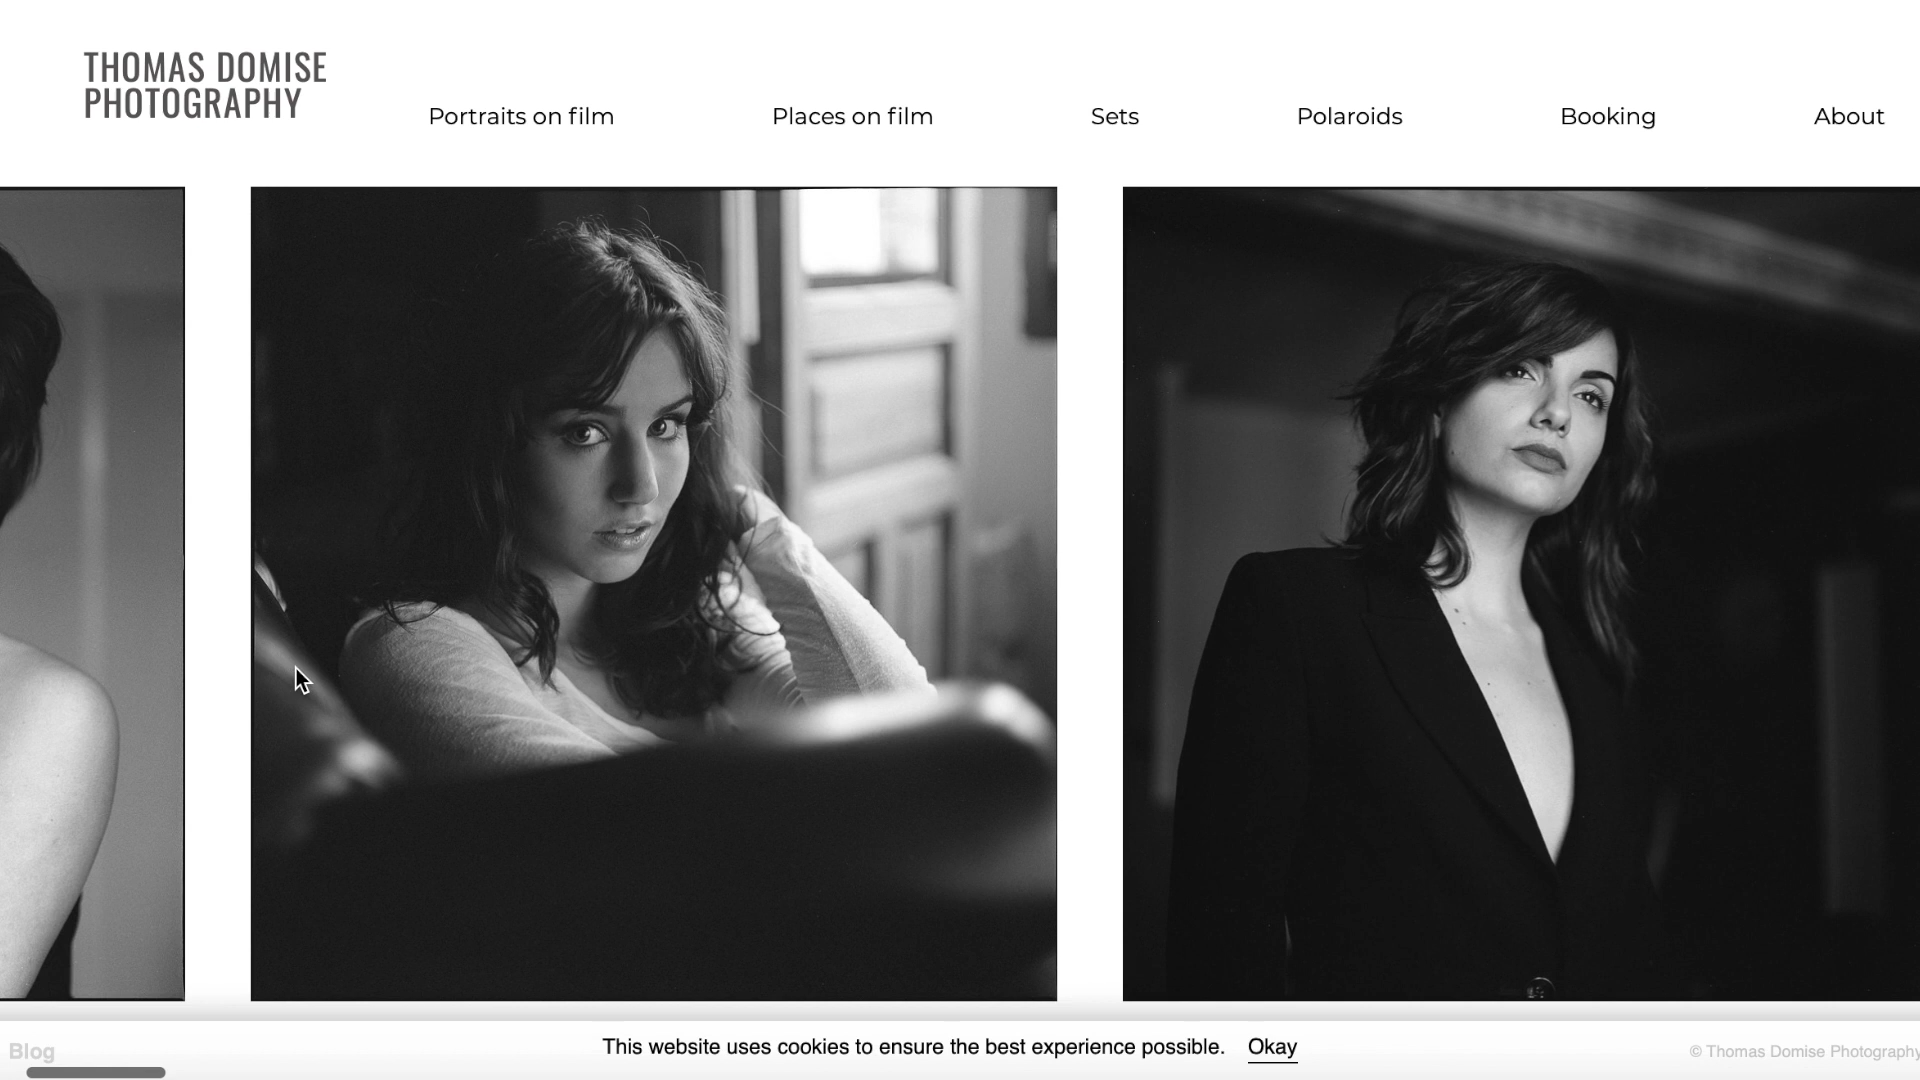 THOMAS DOMISE
PHOTOGRAPHY
Portraits on film
Places on film
Sets
Polaroids
Booking
About
This website uses cookies to ensure the best experience possible. Okay
Blog
© Thomas Domise Photography